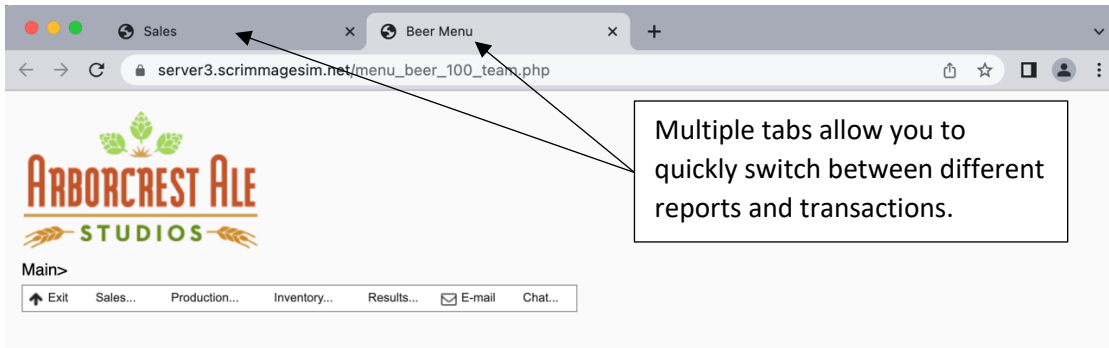 Sales
Beer Menu
server3.scrimmagesim.net/menu_beer_100_team.php
Multiple tabs allow you to
quickly switch between different
reports and transactions.
ARBORCREST ALE
STUDIOS
Main>
Exit Sales... Production... Inventory... Results... E-mail Chat...